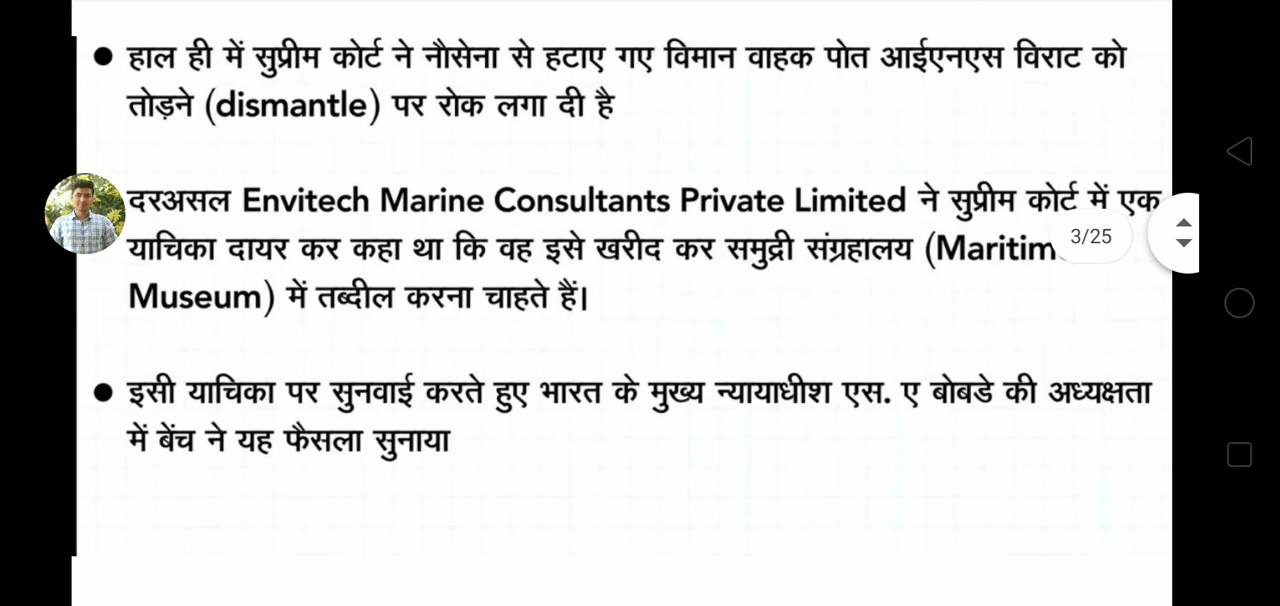 ● हाल ही में सुप्रीम कोर्ट ने नौसेना से हटाए गए विमान वाहक पोत आईएनएस विराट को
तोड़ने (dismantle) पर रोक लगा दी है
दरअसल Envitech Marine Consultants Private Limited ने सुप्रीम कोर्ट में एक
याचिका दायर कर कहा था कि वह इसे खरीद कर समुद्री संग्रहालय (Maritim
3/25
Museum) में तब्दील करना चाहते हैं।
● इसी याचिका पर सुनवाई करते हुए भारत के मुख्य न्यायाधीश एस. ए बोबडे की अध्यक्षता
में बेंच ने यह फैसला सुनाया